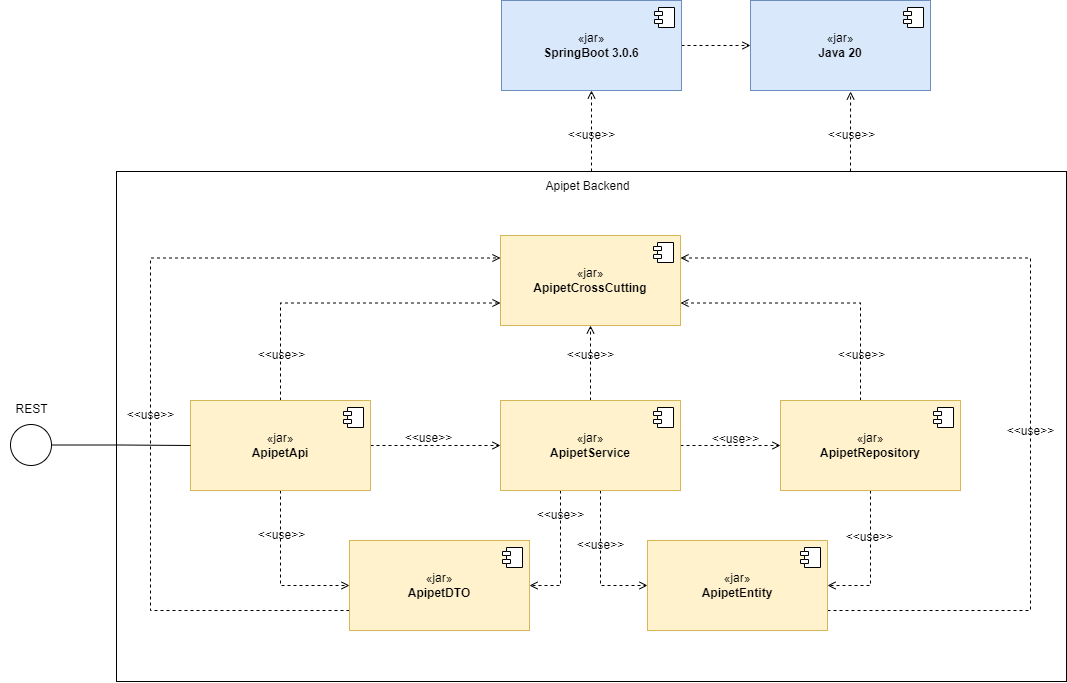 «jar»
SpringBoot 3.0.6
«jar»
Java 20
<<use>>
<<use>>
Apipet Backend
«jar»
ApipetCrossCutting
<<use>>
<<use>>
<<use>>
REST
<<use>>
«jar»
ApipetApi
<<use>>
«jar»
ApipetService
<<use>>
«jar»
ApipetRepository
<<use>>
<<use>>
<<use>>
<<use>>
<<use>>
«jar»
ApipetDTO
«jar»
ApipetEntity